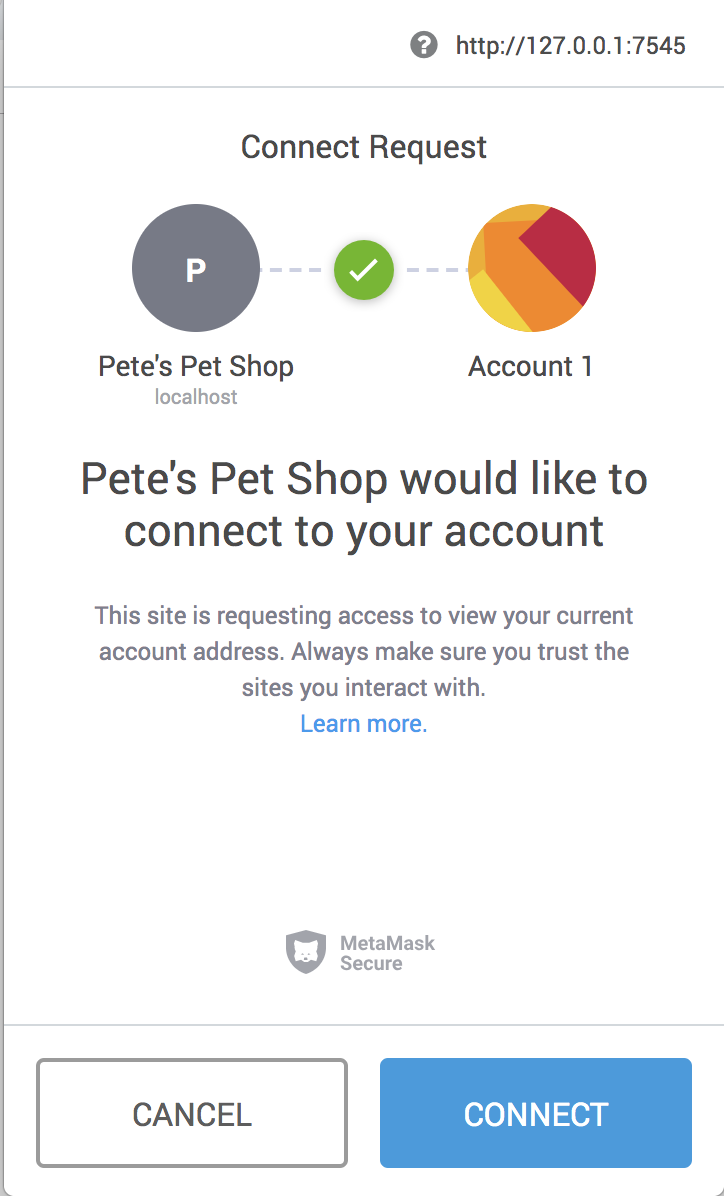 http://127.0.0.1:7545
Connect Request
P
Pete's Pet Shop
localhost
Account 1
Pete's Pet Shop would like to
connect to your account
This site is requesting access to view your current
account address. Always make sure you trust the
sites you interact with.
Learn more.
MetaMask
Secure
CANCEL
CONNECT